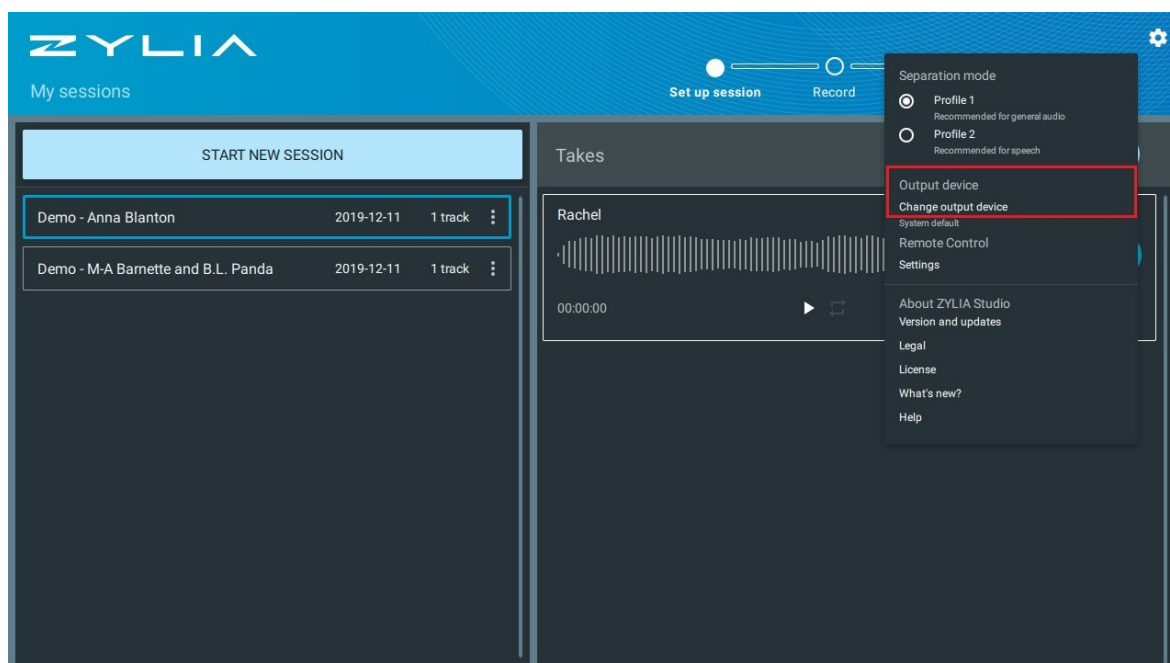 ZYLIA
My sessions
Set up session
Record
START NEW SESSION
Demo - Anna Blanton 2019-12-11 1 track
Demo - M-A Barnette and B.L. Panda 2019-12-11 1 track
Takes
Rachel
00:00:00
Separation mode
Profile 1
Recommended for general audio
Profile 2
Recommended for speech
Output device
Change output device
System default
Remote Control
Settings
About ZYLIA Studio
Version and updates
Legal
License
What's new?
Help